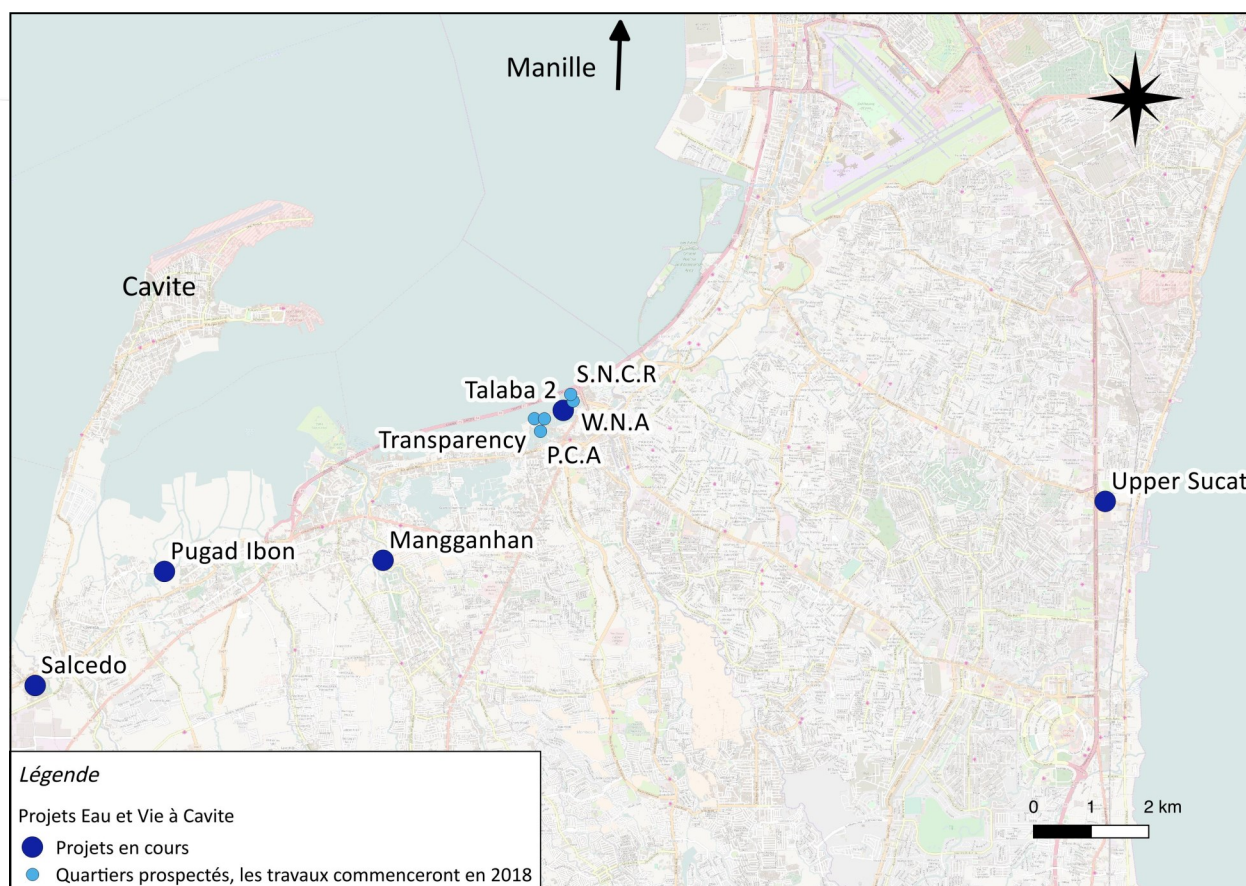 Manille
Cavite
S.N.C.R
Talaba 2
W.N.A
Transparency
P.C.A
Upper Sucat
Mangganhan
Pugad Ibon
Salcedo
Légende
Projets Eau et Vie à Cavite
Projets en cours
Quartiers prospectés, les travaux commenceront en 2018
0 1 2 km